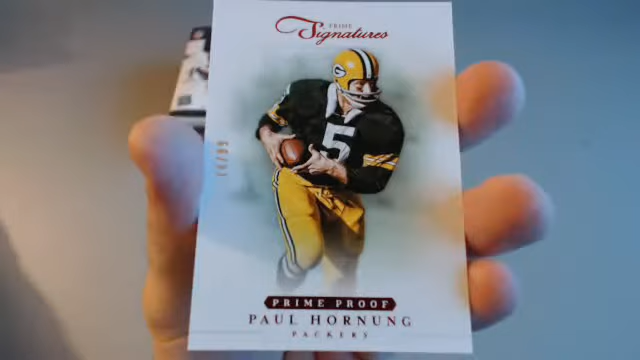 PRIME
Signatures
G
5
PRIME PROOF
PAUL HORNUNG
PACKERS